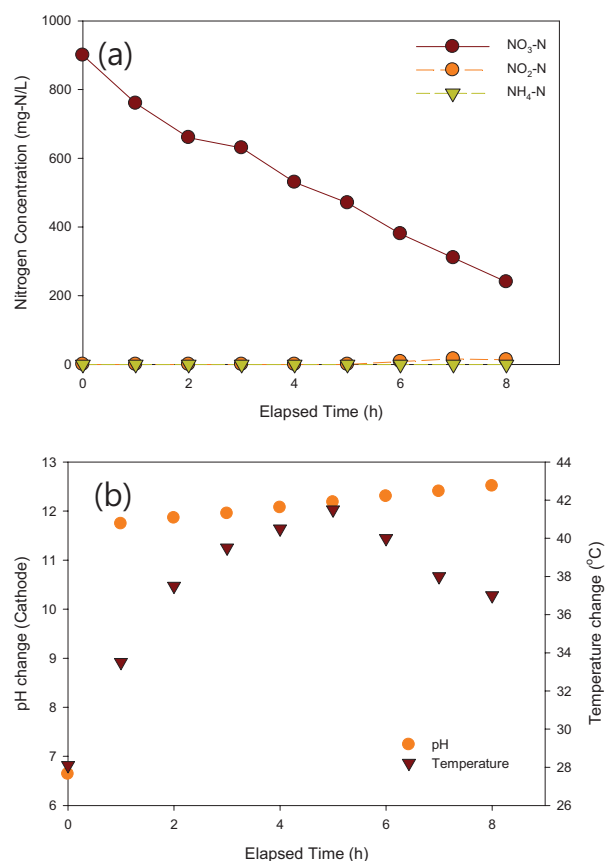 (a)
1000
800
600
400
200
0
Nitrogen Concentration (mg-N/L)
NO₃-N
NO₂-N
NH₄-N
0 2 4 6 8
Elapsed Time (h)
(b)
13
12
11
10
9
8
7
6
pH change (Cathode)
44
42
40
38
36
34
32
30
28
26
Temperature change (°C)
pH
Temperature
0 2 4 6 8
Elapsed Time (h)